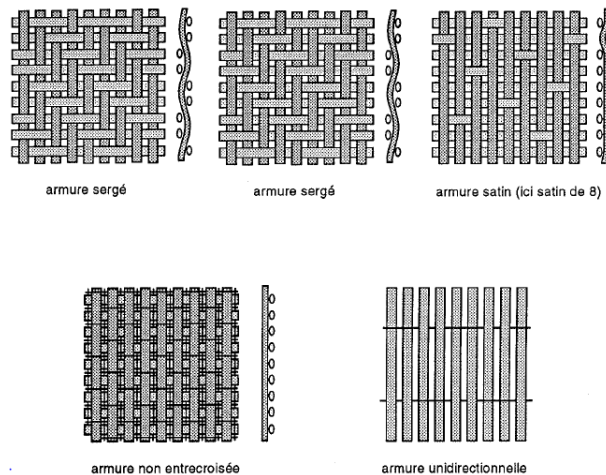 armure sergé
armure sergé
armure satin (ici satin de 8)
armure non entrecroisée
armure unidirectionnelle